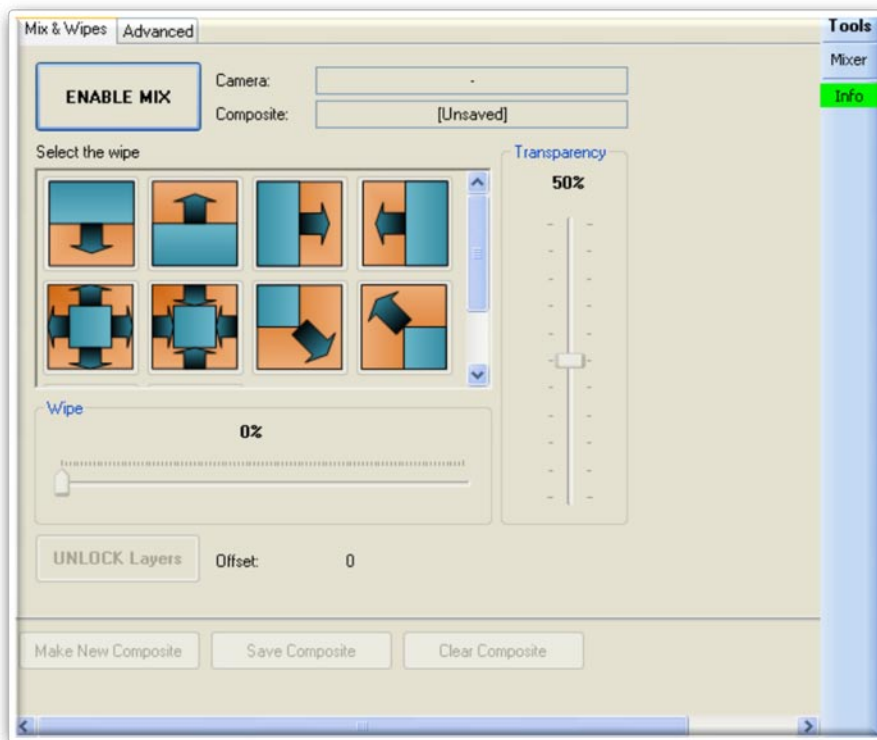 Mix & Wipes Advanced Tools
Mixer
Info
ENABLE MIX
Camera: -
Composite: [Unsaved]
Select the wipe
Transparency
50%
Wipe
0%
UNLOCK Layers Offset: 0
Make New Composite Save Composite Clear Composite